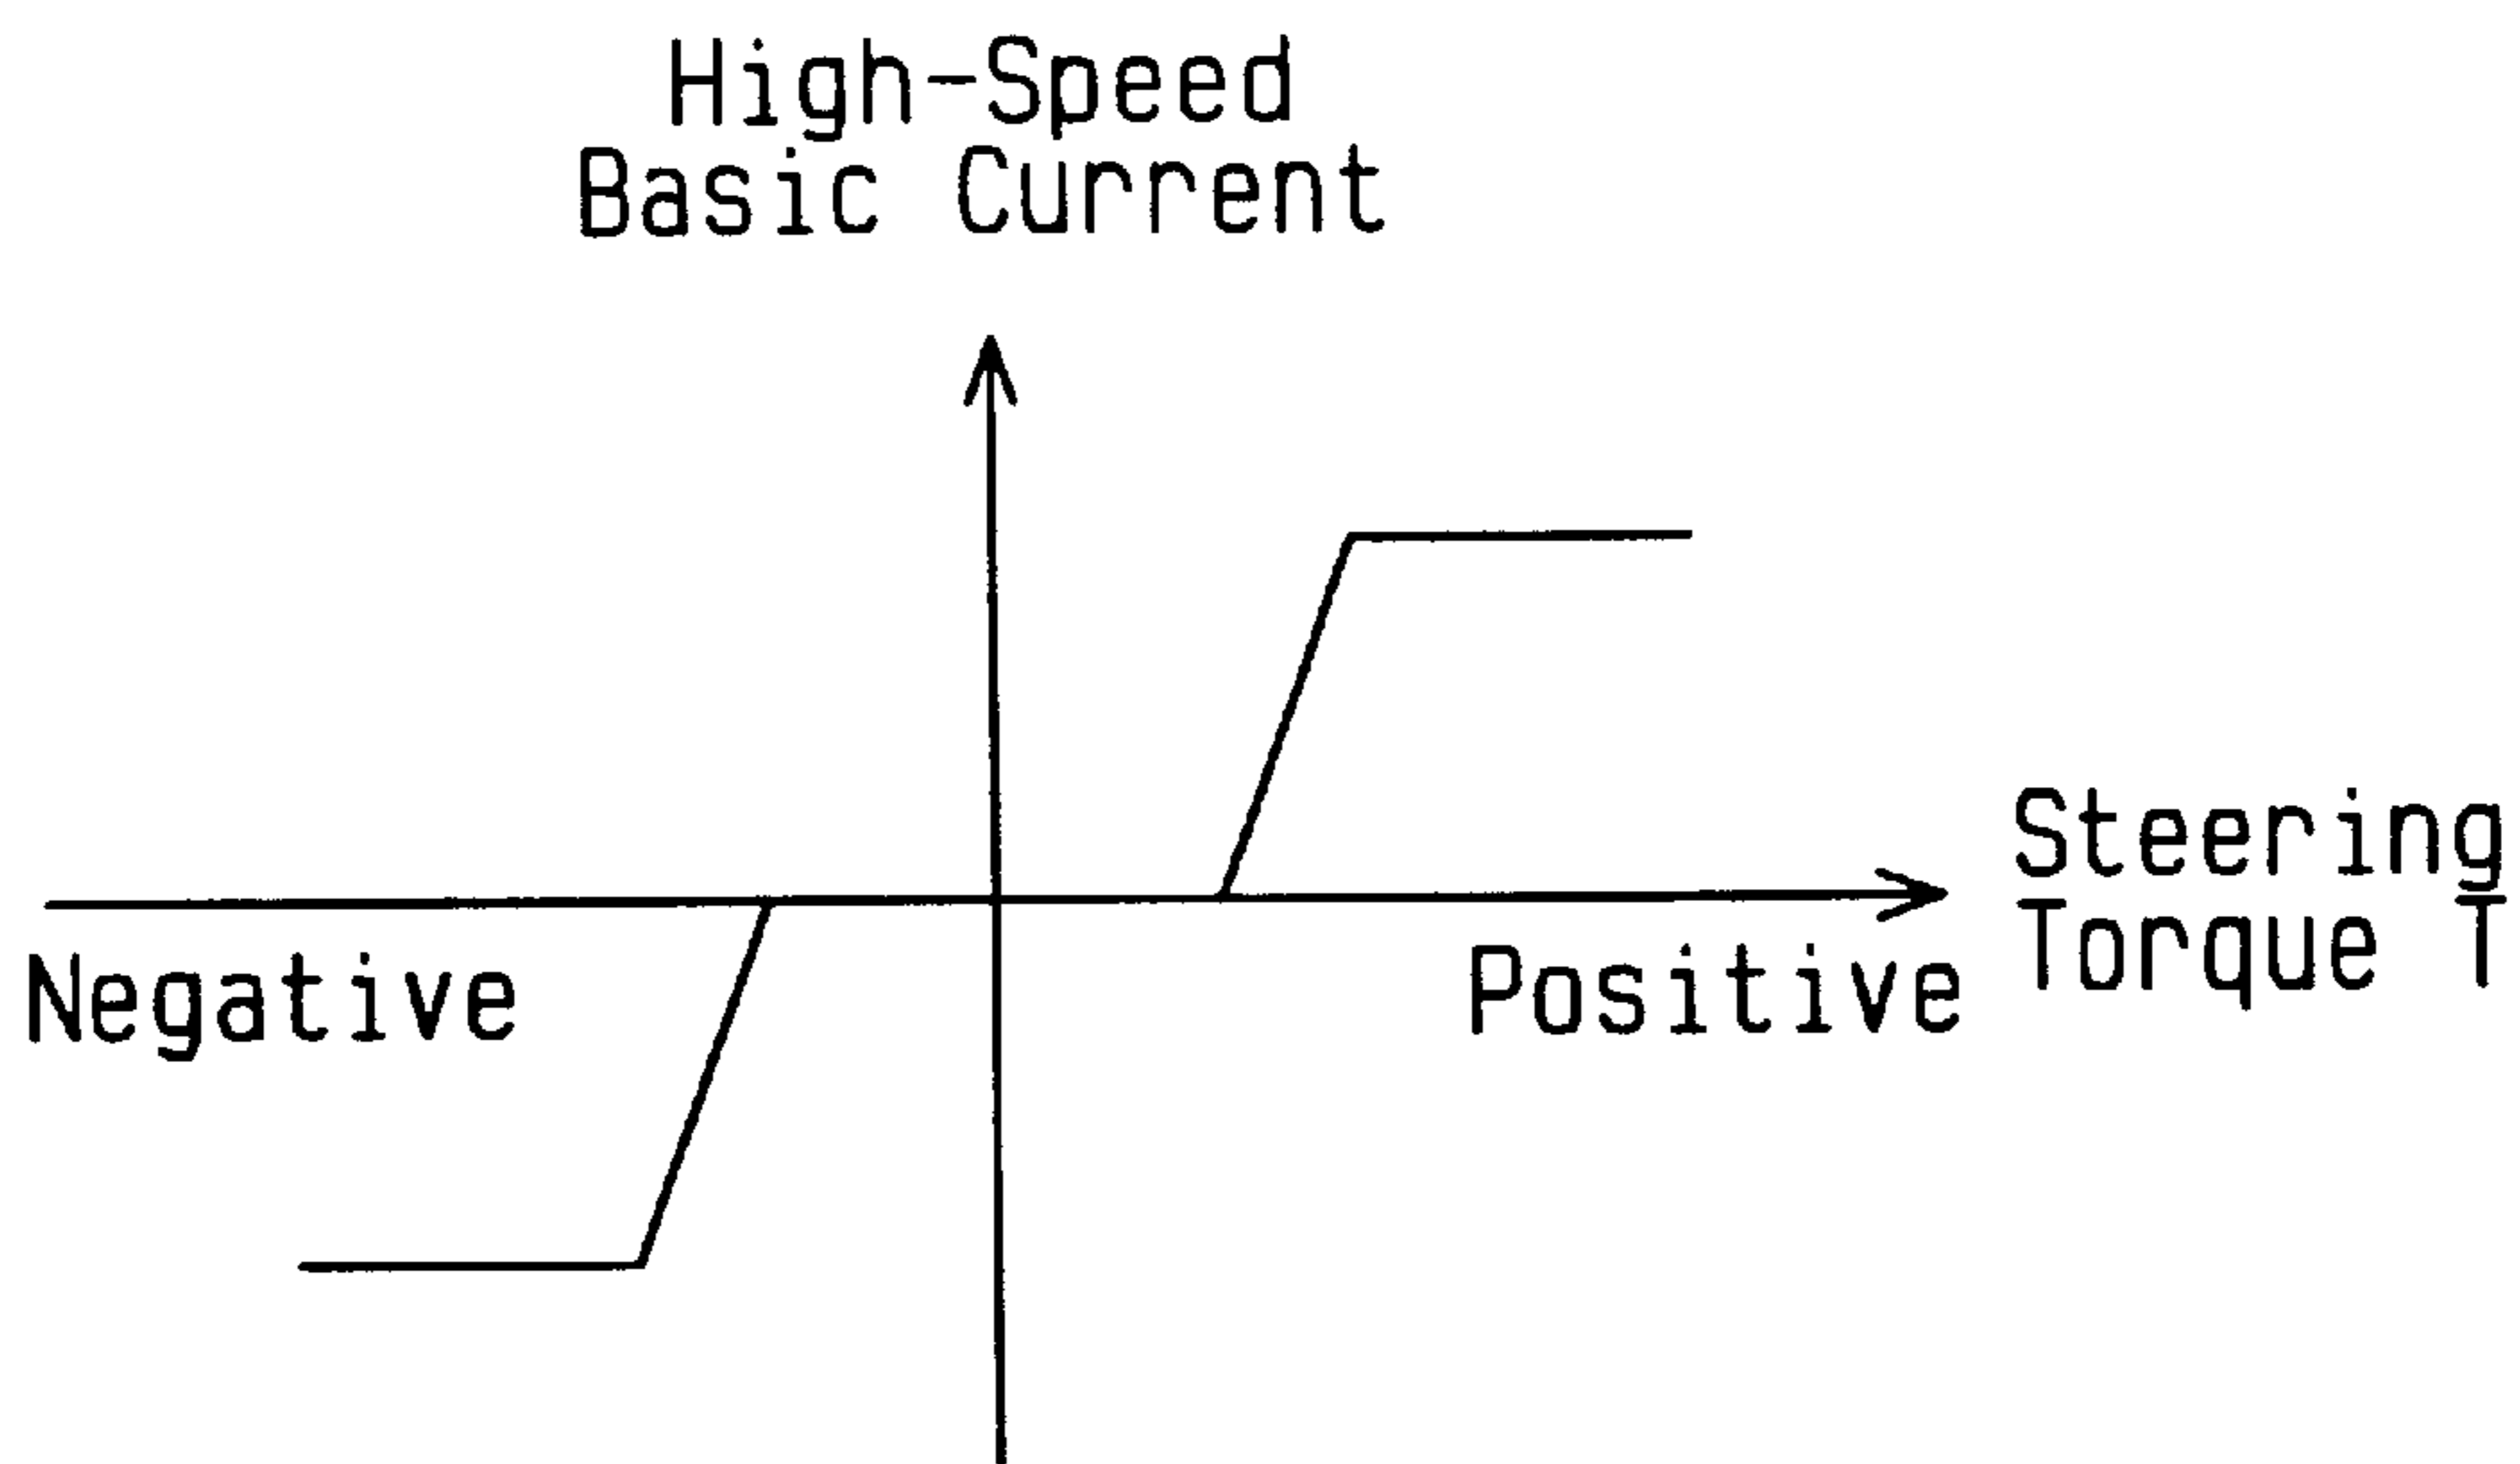 High-Speed
Basic Current
Steering
Torque T
Negative
Positive